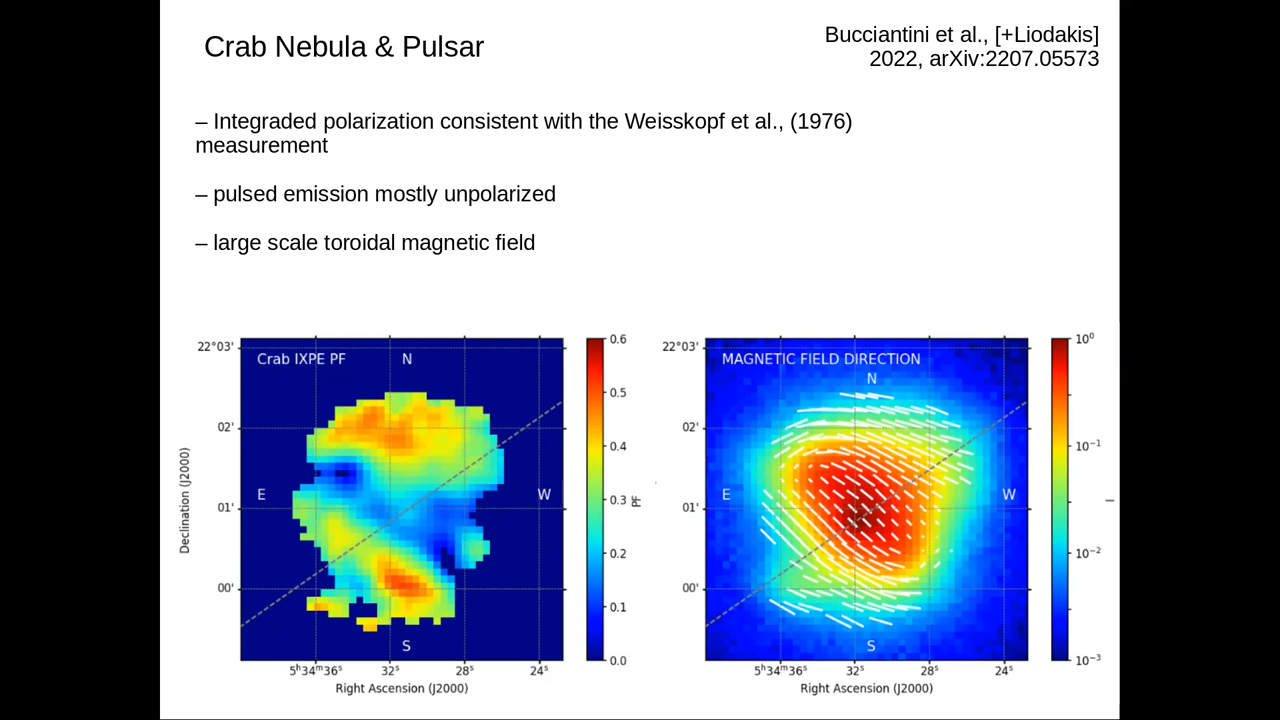 Crab Nebula & Pulsar
Bucciantini et al., [+Liodakis]
2022, arXiv:2207.05573
– Integraded polarization consistent with the Weisskopf et al., (1976)
measurement
– pulsed emission mostly unpolarized
– large scale toroidal magnetic field
Crab IXPE PF
N
E
W
S
22°03'
02'
01'
00'
Declination (J2000)
5ʰ34ᵐ36ˢ
32ˢ
28ˢ
24ˢ
Right Ascension (J2000)
0.6
0.5
0.4
0.3
0.2
0.1
0.0
PF
MAGNETIC FIELD DIRECTION
N
E
W
S
22°03'
02'
01'
00'
5ʰ34ᵐ36ˢ
32ˢ
28ˢ
24ˢ
Right Ascension (J2000)
10⁰
10⁻¹
10⁻²
10⁻³
I